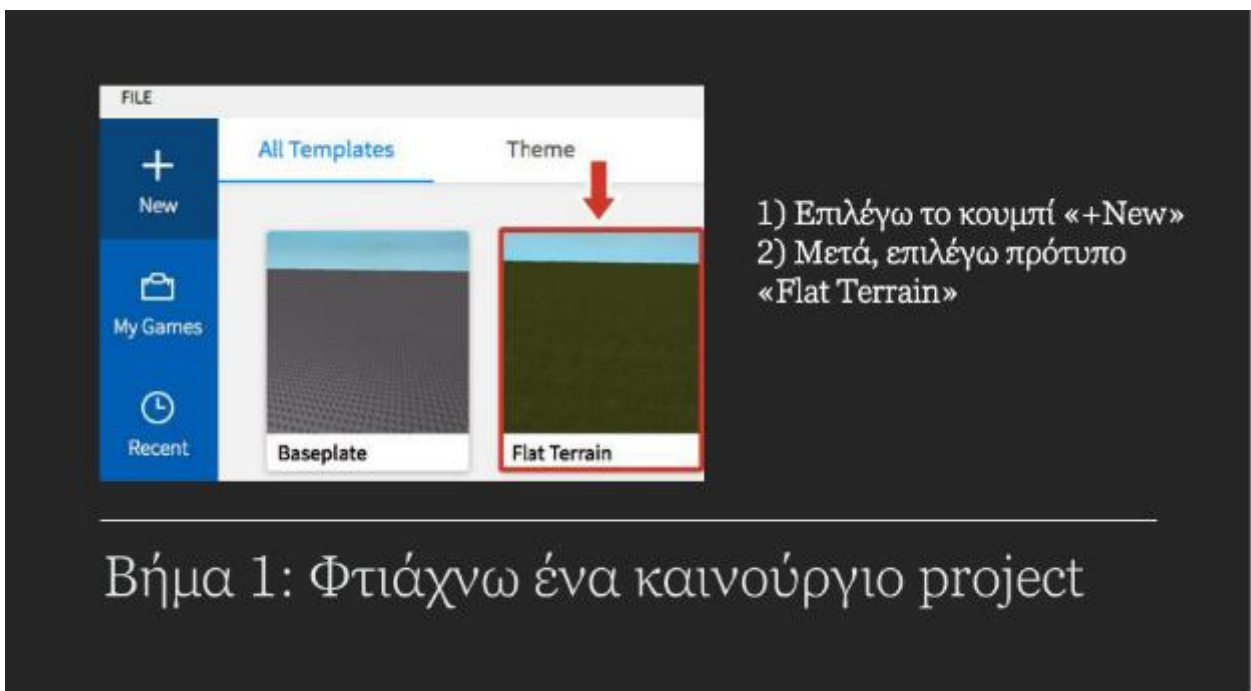 FILE
New
My Games
Recent
All Templates Theme
Baseplate
Flat Terrain
1) Επιλέγω το κουμπί «+New»
2) Μετά, επιλέγω πρότυπο
«Flat Terrain»
Βήμα 1: Φτιάχνω ένα καινούργιο project